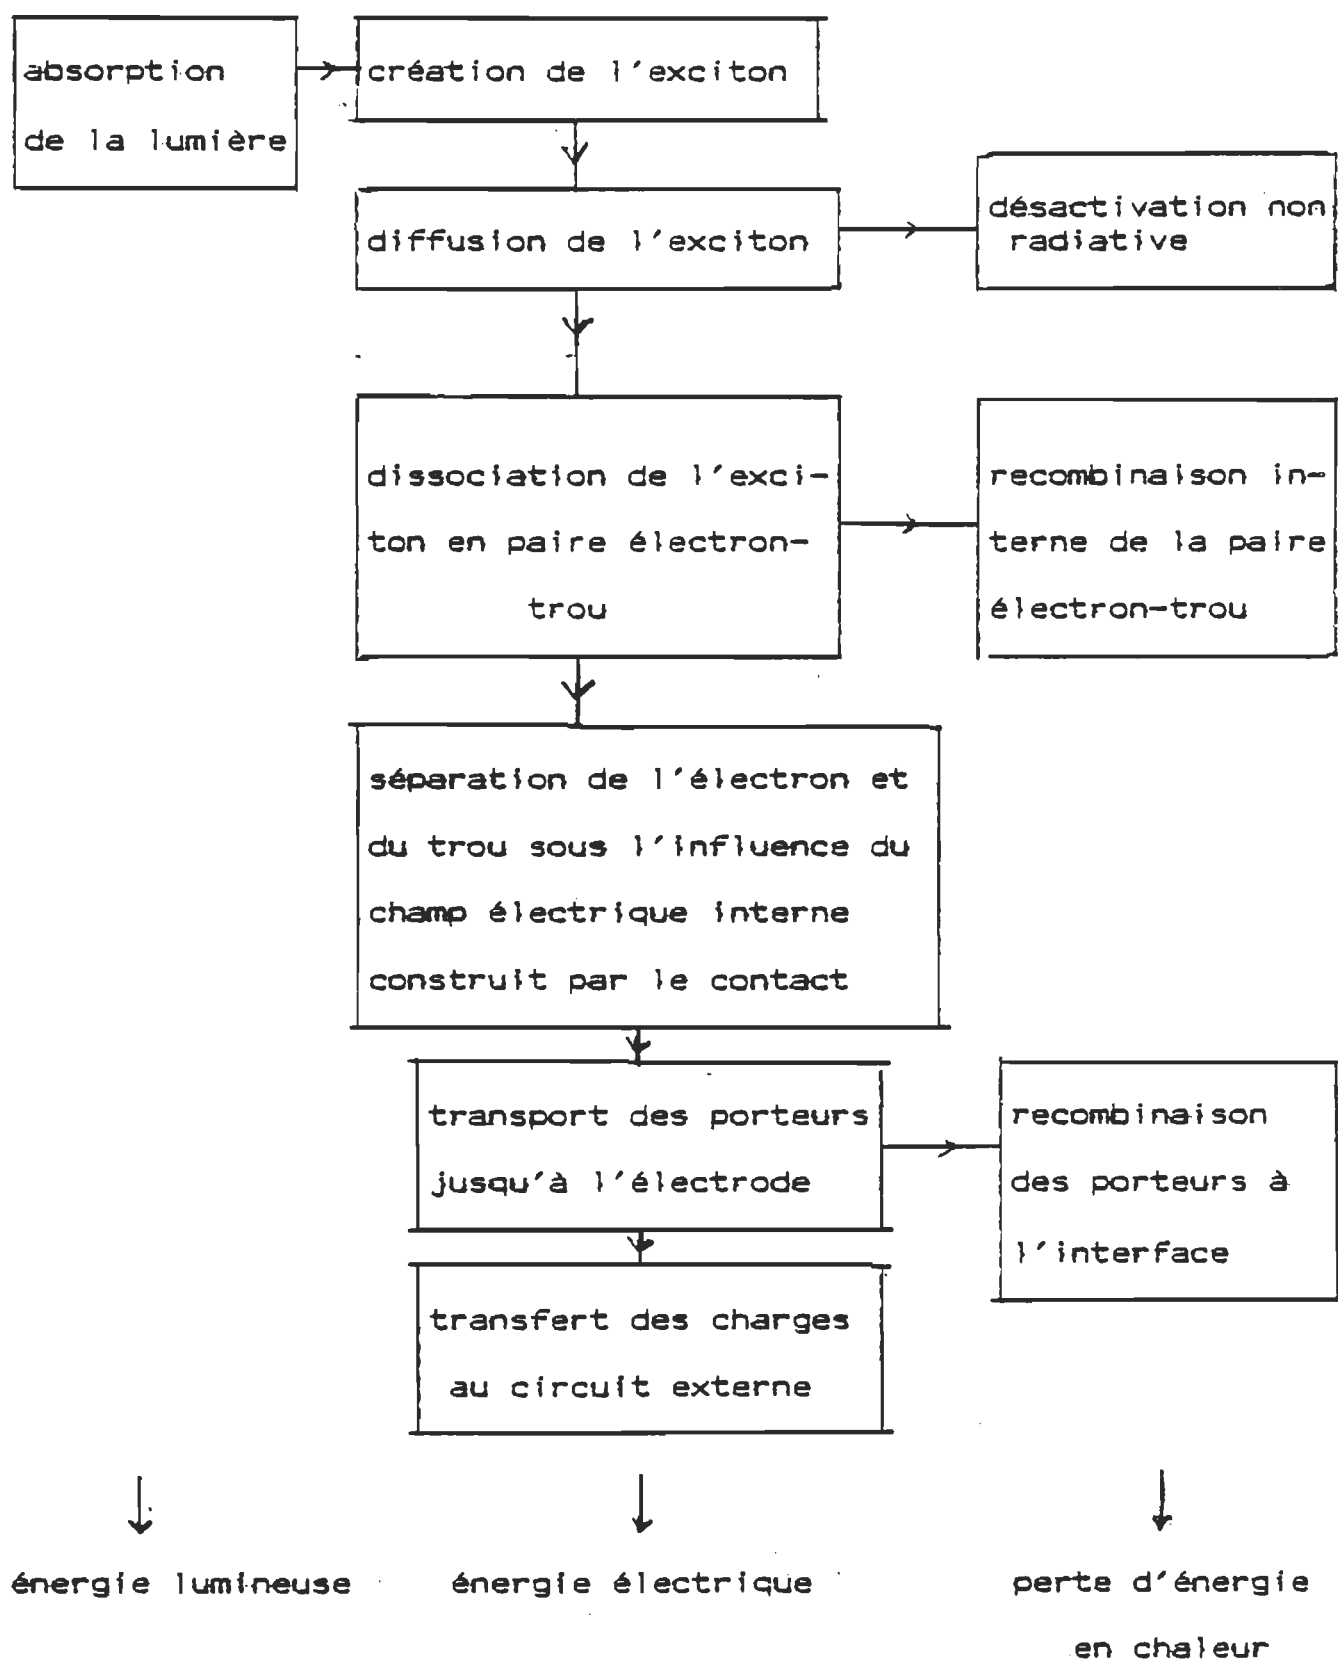 absorption
de la lumière
création de l'exciton
diffusion de l'exciton
désactivation non
radiative
dissociation de l'exci-
ton en paire électron-
trou
recombinaison in-
terne de la paire
électron-trou
séparation de l'électron et
du trou sous l'influence du
champ électrique interne
construit par le contact
transport des porteurs
jusqu'à l'électrode
recombinaison
des porteurs à
l'interface
transfert des charges
au circuit externe
énergie lumineuse
énergie électrique
perte d'énergie
en chaleur